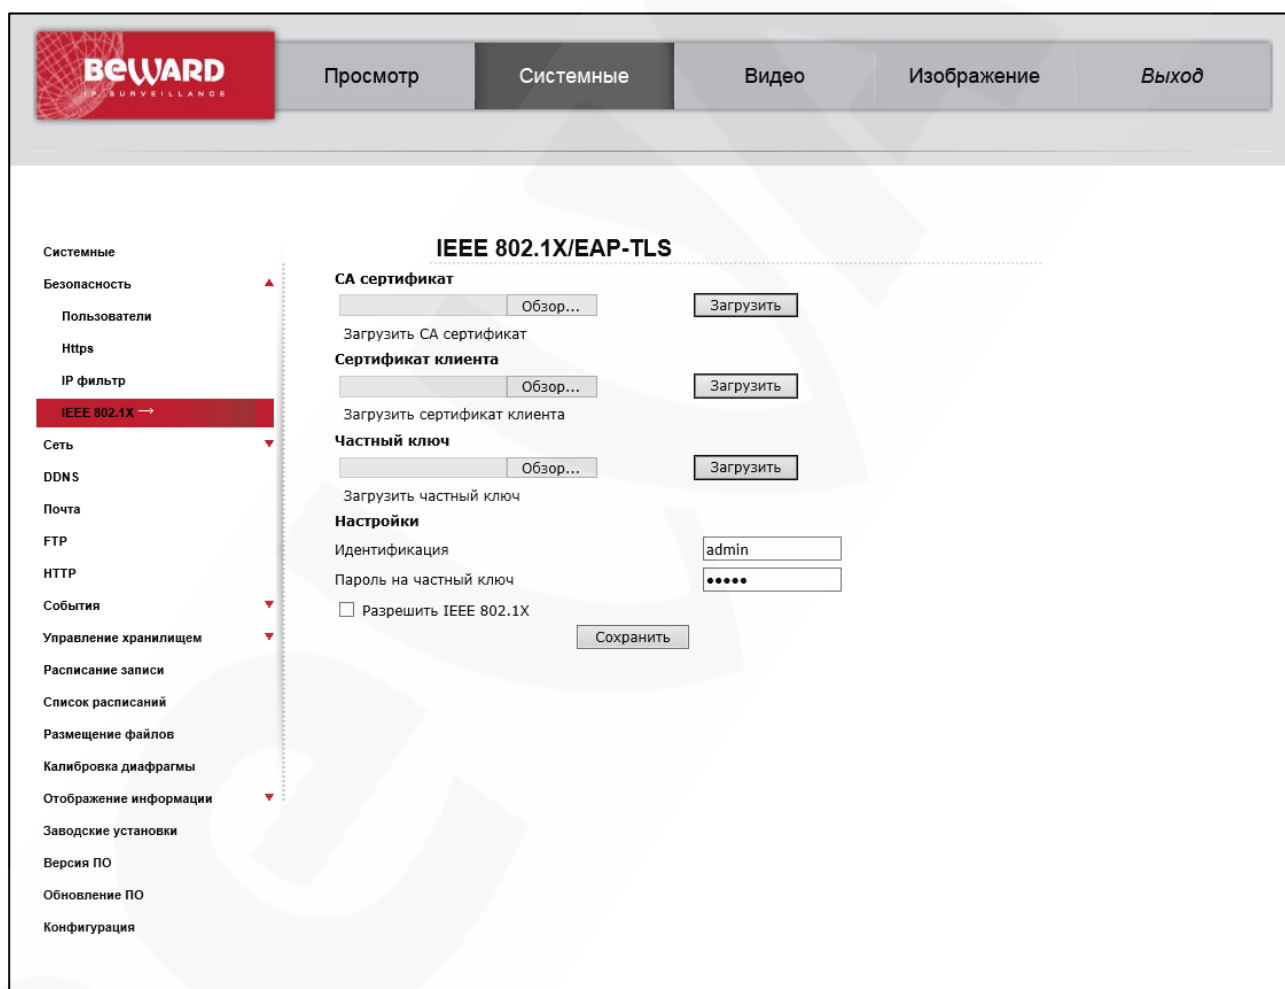 BEWARD
IP SURVEILLANCE
Просмотр
Системные
Видео
Изображение
Выход
Системные
Безопасность
Пользователи
Https
IP фильтр
IEEE 802.1X →
Сеть
DDNS
Почта
FTP
HTTP
События
Управление хранилищем
Расписание записи
Список расписаний
Размещение файлов
Калибровка диафрагмы
Отображение информации
Заводские установки
Версия ПО
Обновление ПО
Конфигурация
IEEE 802.1X/EAP-TLS
CA сертификат
Обзор... Загрузить
Загрузить CA сертификат
Сертификат клиента
Обзор... Загрузить
Загрузить сертификат клиента
Частный ключ
Обзор... Загрузить
Загрузить частный ключ
Настройки
Идентификация admin
Пароль на частный ключ •••••
Разрешить IEEE 802.1X
Сохранить